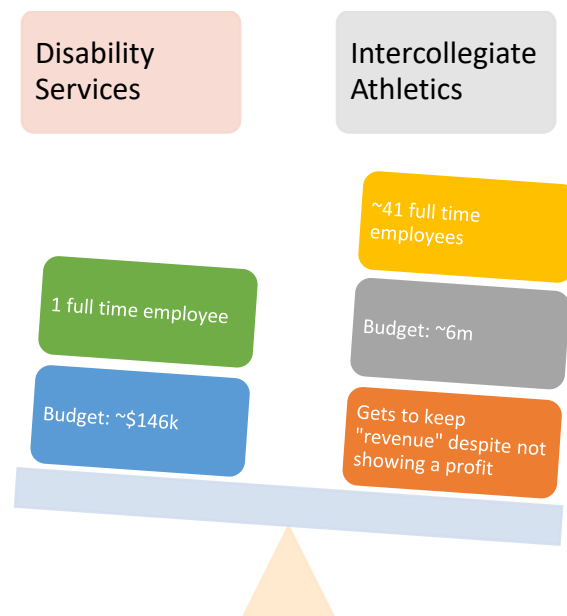 Disability
Services
Intercollegiate
Athletics
1 full time employee
Budget: ~$146k
~41 full time
employees
Budget: ~6m
Gets to keep
"revenue" despite not
showing a profit